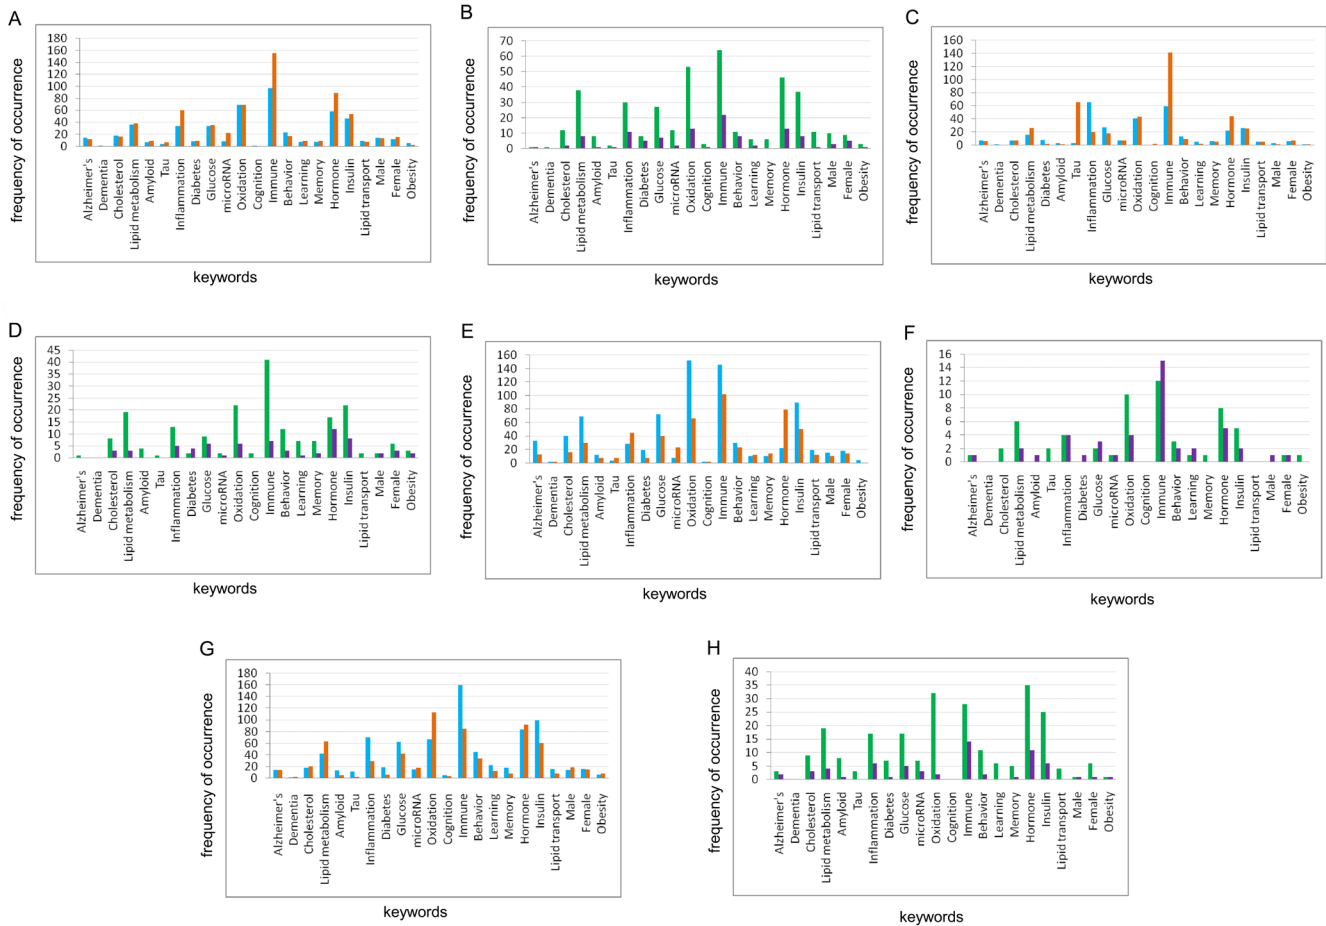 A
frequency of occurrence
180
160
140
120
100
80
60
40
20
0
Alzheimer's
Dementia
Cholesterol
Lipid metabolism
Amyloid
Tau
Inflammation
Diabetes
Glucose
microRNA
Oxidation
Cognition
Immune
Behavior
Learning
Memory
Hormone
Insulin
Lipid transport
Male
Female
Obesity
keywords
B
frequency of occurrence
70
60
50
40
30
20
10
0
Alzheimer's
Dementia
Cholesterol
Lipid metabolism
Amyloid
Tau
Inflammation
Diabetes
Glucose
microRNA
Oxidation
Cognition
Immune
Behavior
Learning
Memory
Hormone
Insulin
Lipid transport
Male
Female
Obesity
keywords
C
frequency of occurrence
160
140
120
100
80
60
40
20
0
Alzheimer's
Dementia
Cholesterol
Lipid metabolism
Diabetes
Amyloid
Tau
Inflammation
Glucose
microRNA
Oxidation
Cognition
Immune
Behavior
Learning
Memory
Hormone
Insulin
Lipid transport
Male
Female
Obesity
keywords
D
frequency of occurrence
45
40
35
30
25
20
15
10
5
0
Alzheimer's
Dementia
Cholesterol
Lipid metabolism
Amyloid
Tau
Inflammation
Diabetes
Glucose
microRNA
Oxidation
Cognition
Immune
Behavior
Learning
Memory
Hormone
Insulin
Lipid transport
Male
Female
Obesity
keywords
E
frequency of occurrence
160
140
120
100
80
60
40
20
0
Alzheimer's
Dementia
Cholesterol
Lipid metabolism
Amyloid
Tau
Inflammation
Diabetes
Glucose
microRNA
Oxidation
Cognition
Immune
Behavior
Learning
Memory
Hormone
Insulin
Lipid transport
Male
Female
Obesity
keywords
F
frequency of occurrence
16
14
12
10
8
6
4
2
0
Alzheimer's
Dementia
Cholesterol
Lipid metabolism
Amyloid
Tau
Inflammation
Diabetes
Glucose
microRNA
Oxidation
Cognition
Immune
Behavior
Learning
Memory
Hormone
Insulin
Lipid transport
Male
Female
Obesity
keywords
G
frequency of occurrence
180
160
140
120
100
80
60
40
20
0
Alzheimer's
Dementia
Cholesterol
Lipid metabolism
Amyloid
Tau
Inflammation
Diabetes
Glucose
microRNA
Oxidation
Cognition
Immune
Behavior
Learning
Memory
Hormone
Insulin
Lipid transport
Male
Female
Obesity
keywords
H
frequency of occurrence
40
35
30
25
20
15
10
5
0
Alzheimer's
Dementia
Cholesterol
Lipid metabolism
Amyloid
Tau
Inflammation
Diabetes
Glucose
microRNA
Oxidation
Cognition
Immune
Behavior
Learning
Memory
Hormone
Insulin
Lipid transport
Male
Female
Obesity
keywords